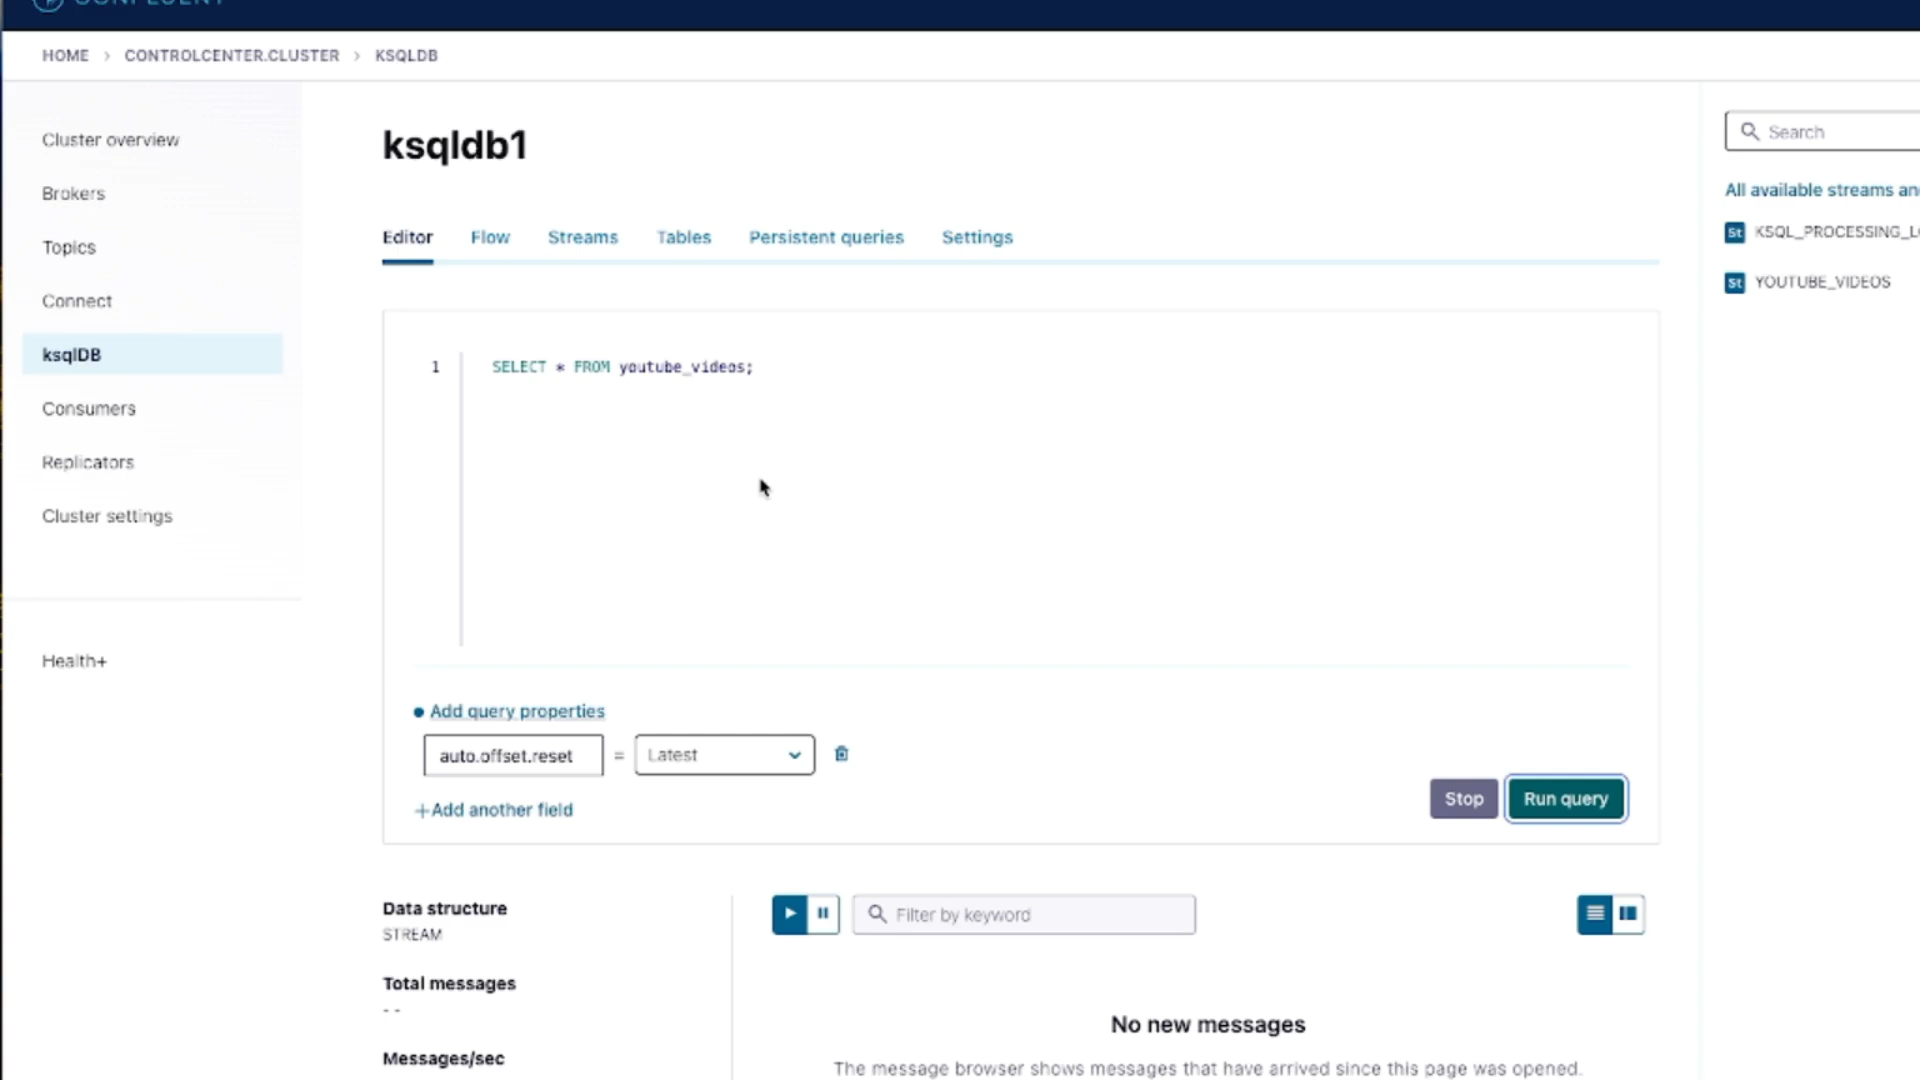 CONFLUENT
HOME > CONTROLCENTER.CLUSTER > KSQLDB
Cluster overview
Brokers
Topics
Connect
ksqlDB
Consumers
Replicators
Cluster settings
Health+
ksqldb1
Editor Flow Streams Tables Persistent queries Settings
1 SELECT * FROM youtube_videos;
Add query properties
auto.offset.reset = Latest
+Add another field
Stop Run query
Data structure
STREAM
Total messages
--
Messages/sec
Filter by keyword
No new messages
The message browser shows messages that have arrived since this page was opened.
Search
All available streams an
St KSQL_PROCESSING_L
St YOUTUBE_VIDEOS